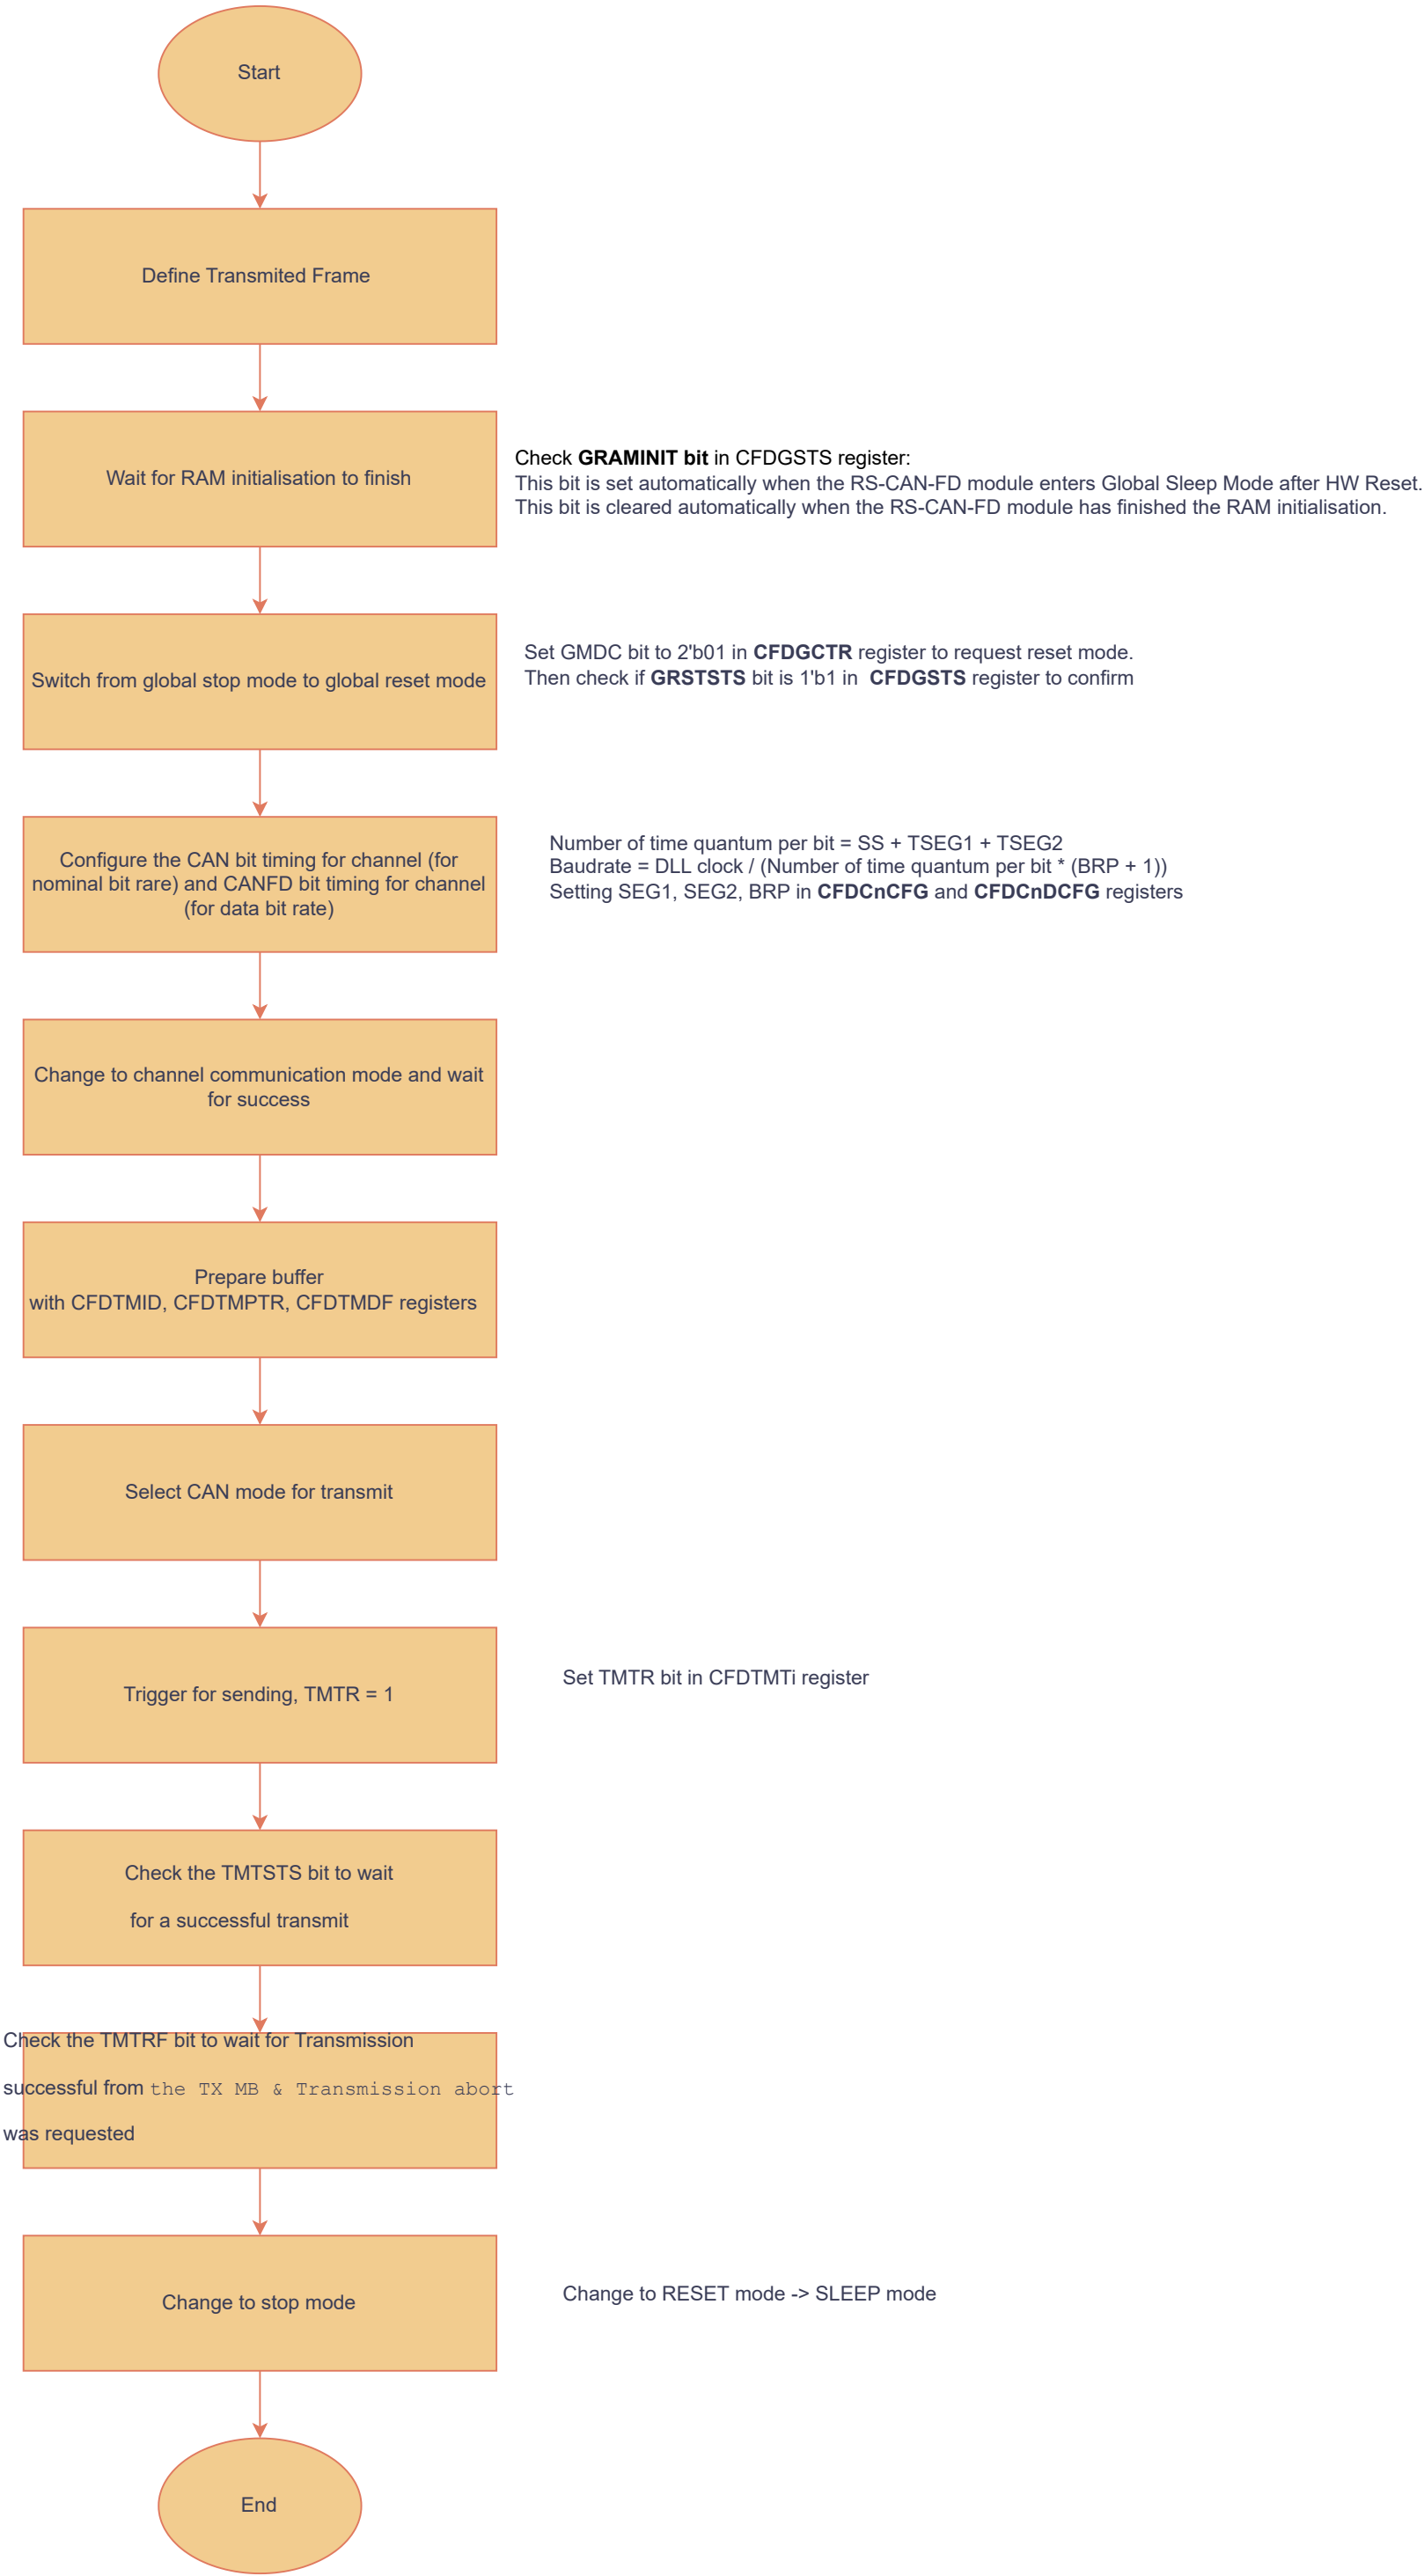 Start
Define Transmited Frame
Wait for RAM initialisation to finish
Check GRAMINIT bit in CFDGSTS register:
This bit is set automatically when the RS-CAN-FD module enters Global Sleep Mode after HW Reset.
This bit is cleared automatically when the RS-CAN-FD module has finished the RAM initialisation.
Switch from global stop mode to global reset mode
Set GMDC bit to 2'b01 in CFDGCTR register to request reset mode.
Then check if GRSTSTS bit is 1'b1 in CFDGSTS register to confirm
Configure the CAN bit timing for channel (for
nominal bit rare) and CANFD bit timing for channel
(for data bit rate)
Number of time quantum per bit = SS + TSEG1 + TSEG2
Baudrate = DLL clock / (Number of time quantum per bit * (BRP + 1))
Setting SEG1, SEG2, BRP in CFDCnCFG and CFDCnDCFG registers
Change to channel communication mode and wait
for success
Prepare buffer
with CFDTMID, CFDTMPTR, CFDTMDF registers
Select CAN mode for transmit
Trigger for sending, TMTR = 1
Set TMTR bit in CFDTMTi register
Check the TMTSTS bit to wait
for a successful transmit
Check the TMTRF bit to wait for Transmission
successful from the TX MB & Transmission abort
was requested
Change to stop mode
Change to RESET mode -> SLEEP mode
End